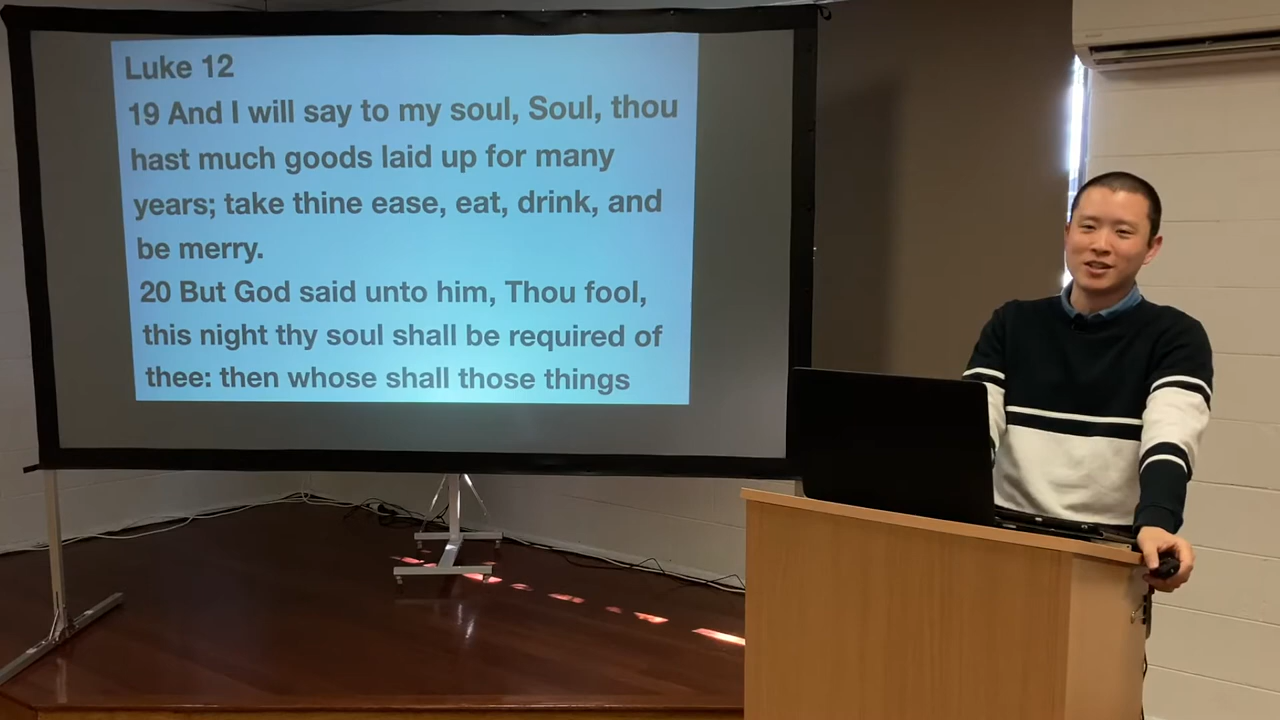 Luke 12
19 And I will say to my soul, Soul, thou
hast much goods laid up for many
years; take thine ease, eat, drink, and
be merry.
20 But God said unto him, Thou fool,
this night thy soul shall be required of
thee: then whose shall those things